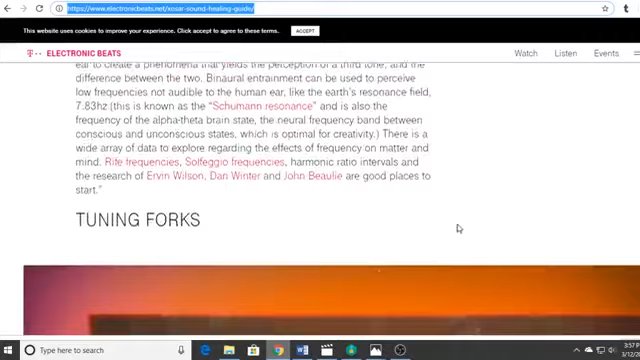 https://www.electronicbeats.net/xosar-sound-healing-guide/
This website uses cookies to improve your experience. Click accept to agree to these terms.
ACCEPT
ELECTRONIC BEATS
Watch Listen Events
ear to create a phenomena that yields the perception of a third tone, and the
difference between the two. Binaural entrainment can be used to perceive
low frequencies not audible to the human ear, like the earth's resonance field,
7.83hz (this is known as the "Schumann resonance" and is also the
frequency of the alpha-theta brain state, the neural frequency band between
conscious and unconscious states, which is optimal for creativity.) There is a
wide array of data to explore regarding the effects of frequency on matter and
mind. Rife frequencies, Solfeggio frequencies, harmonic ratio intervals and
the research of Ervin Wilson, Dan Winter and John Beaulie are good places to
start."
TUNING FORKS
Type here to search
3:57 P
3/12/20